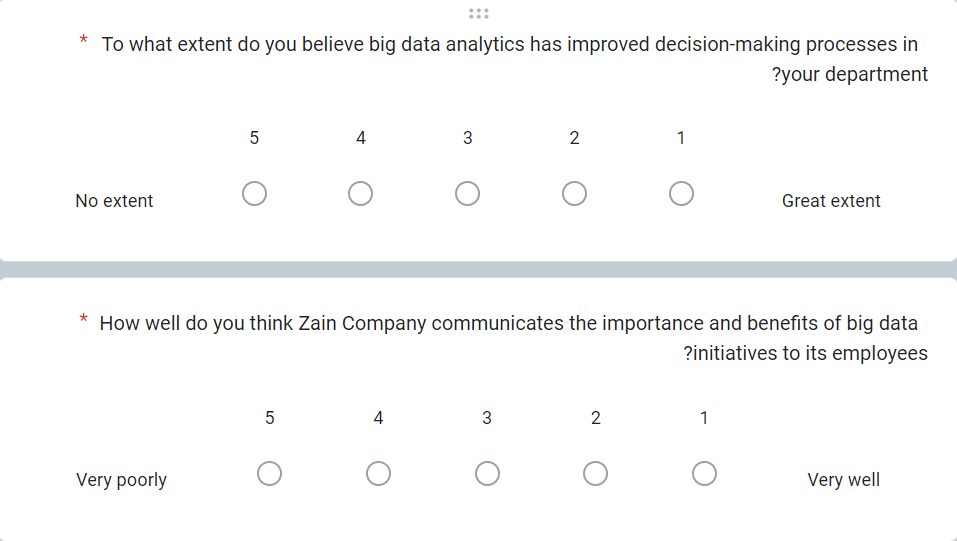 * To what extent do you believe big data analytics has improved decision-making processes in
?your department
5 4 3 2 1
No extent Great extent
* How well do you think Zain Company communicates the importance and benefits of big data
?initiatives to its employees
5 4 3 2 1
Very poorly Very well